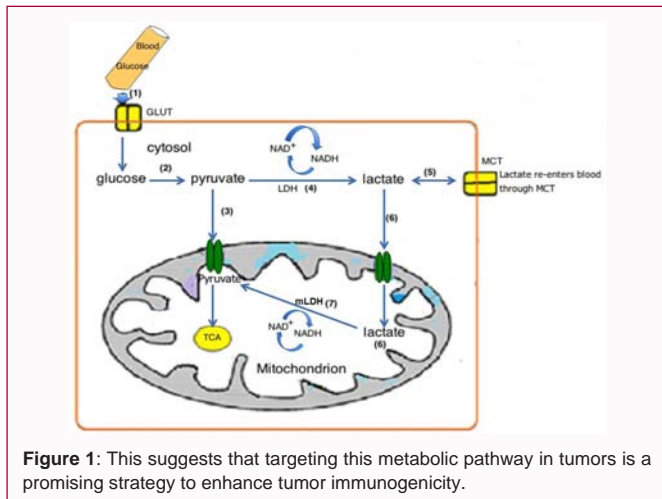 Blood
Glucose
(1)
GLUT
cytosol
NAD+
NADH
MCT
(2)
(5)
glucose
pyruvate
lactate
Lactate re-enters blood
through MCT
LDH (4)
(3)
(6)
Pyruvate
mLDH (7)
NAD+
NADH
lactate
(6)
TCA
Mitochondrion
Figure 1: This suggests that targeting this metabolic pathway in tumors is a
promising strategy to enhance tumor immunogenicity.